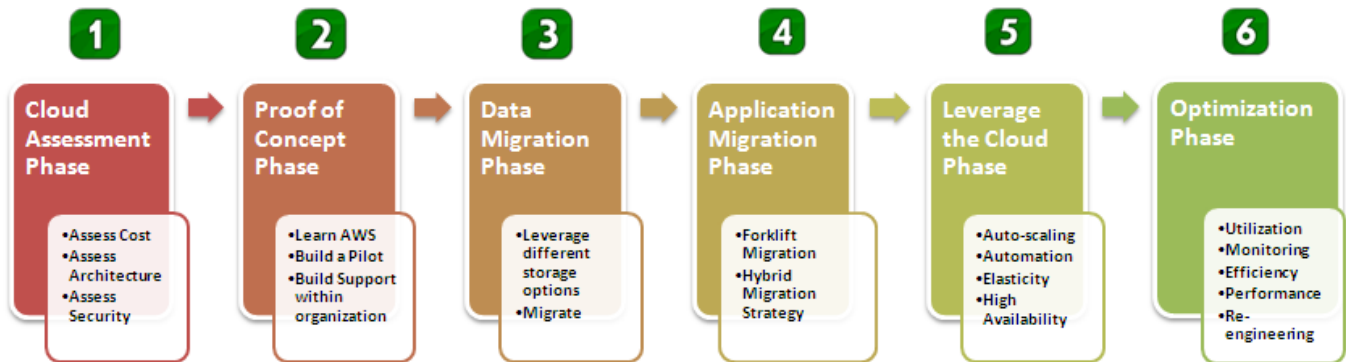 1
2
3
4
5
6
Cloud
Assessment
Phase
•Assess Cost
•Assess
Architecture
•Assess
Security
Proof of
Concept
Phase
•Learn AWS
•Build a Pilot
•Build Support
within
organization
Data
Migration
Phase
•Leverage
different
storage
options
•Migrate
Application
Migration
Phase
•Forklift
Migration
•Hybrid
Migration
Strategy
Leverage
the Cloud
Phase
•Auto-scaling
•Automation
•Elasticity
•High
Availability
Optimization
Phase
•Utilization
•Monitoring
•Efficiency
•Performance
•Re-
engineering